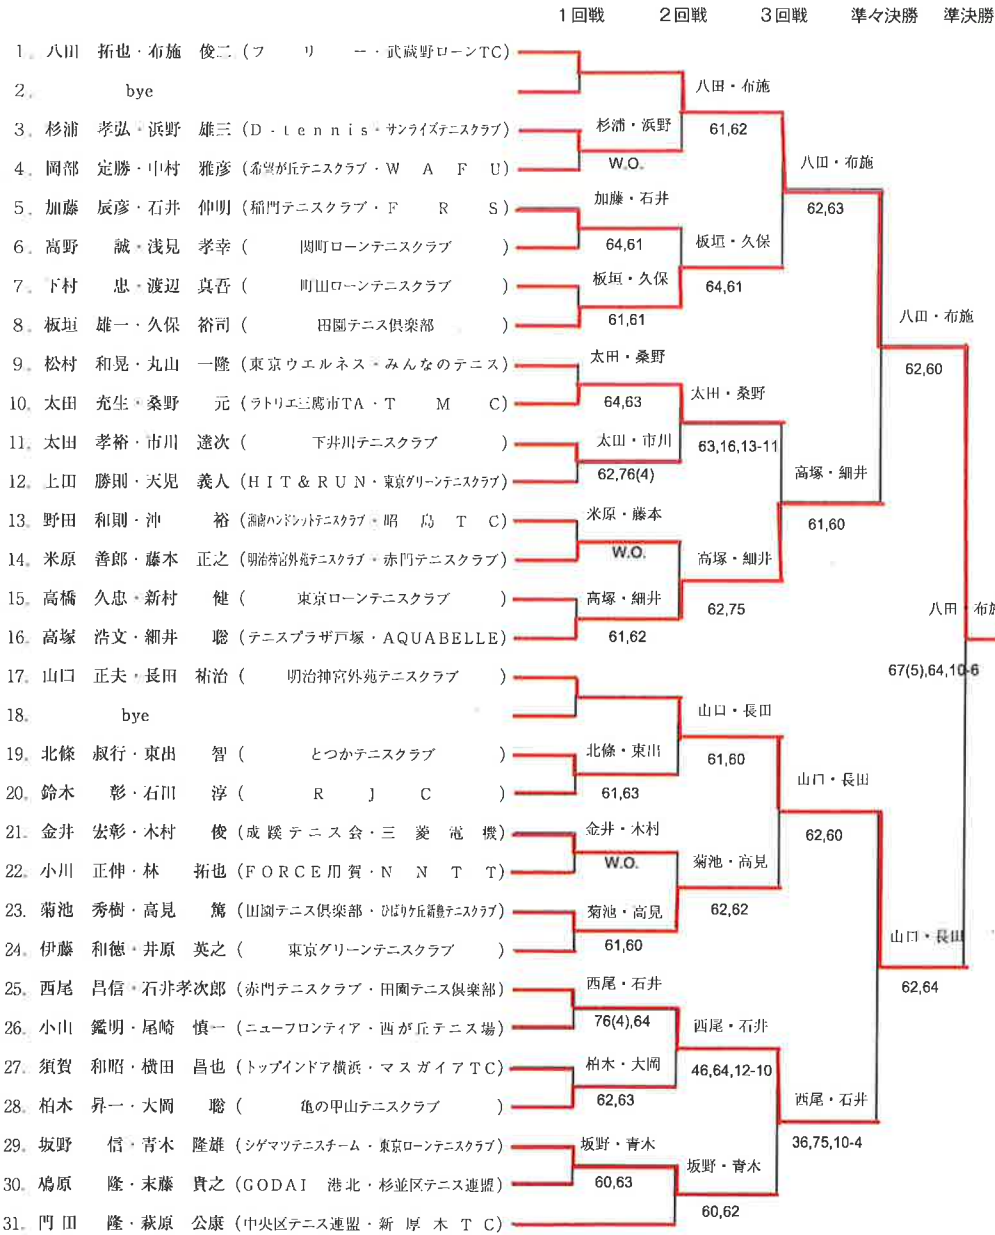 1回戦 2回戦 3回戦 準々決勝 準決勝
1. 八田 拓也・布施 俊二 (フリー・武蔵野ローンTC)
2. bye
3. 杉浦 孝弘・浜野 雄三 (D-tennis・サンライズテニスクラブ)
4. 岡部 定勝・中村 雅彦 (希望が丘テニスクラブ・WAFU)
5. 加藤 辰彦・石井 伸明 (稲門テニスクラブ・FRS)
6. 高野 誠・浅見 孝幸 (関町ローンテニスクラブ)
7. 下村 忠・渡辺 真吾 (町田ローンテニスクラブ)
8. 板垣 雄一・久保 裕司 (田園テニス倶楽部)
9. 松村 和晃・丸山 一隆 (東京ウエルネス・みんなのテニス)
10. 太田 充生・桑野 元 (ラトリエ三鷹市TA・TMC)
11. 太田 孝裕・市川 達次 (下井川テニスクラブ)
12. 上田 勝則・天児 義人 (HIT&RUN・東京グリーンテニスクラブ)
13. 野田 和則・沖 裕 (湘南ハンドレットテニスクラブ・昭島TC)
14. 米原 善郎・藤本 正之 (明治神宮外苑テニスクラブ・赤門テニスクラブ)
15. 高橋 久忠・新村 健 (東京ローンテニスクラブ)
16. 高塚 浩文・細井 聡 (テニスプラザ戸塚・AQUABELLE)
17. 山口 正夫・長田 祐治 (明治神宮外苑テニスクラブ)
18. bye
19. 北條 叔行・東出 智 (とつかテニスクラブ)
20. 鈴木 彰・石川 淳 (RJC)
21. 金井 宏彰・木村 俊 (成蹊テニス会・三菱電機)
22. 小川 正伸・林 拓也 (FORCE用賀・NNTT)
23. 菊池 秀樹・高見 篤 (田園テニス倶楽部・ひばりケ丘新豊テニスクラブ)
24. 伊藤 和徳・井原 英之 (東京グリーンテニスクラブ)
25. 西尾 昌信・石井孝次郎 (赤門テニスクラブ・田園テニス倶楽部)
26. 小山 鑑明・尾崎 慎一 (ニューフロンティア・西が丘テニス場)
27. 須賀 和昭・横田 昌也 (トップインドア横浜・マスガイアTC)
28. 柏木 昇一・大岡 聡 (亀の甲山テニスクラブ)
29. 坂野 信・青木 隆雄 (シゲマツテニスチーム・東京ローンテニスクラブ)
30. 鳰原 隆・末藤 貴之 (GODAI 港北・杉並区テニス連盟)
31. 門田 隆・萩原 公康 (中央区テニス連盟・新厚木TC)
杉浦・浜野
W.O.
加藤・石井
64,61
板垣・久保
61,61
太田・桑野
64,63
太田・市川
62,76(4)
米原・藤本
W.O.
高塚・細井
61,62
北條・東出
61,63
金井・木村
W.O.
菊池・高見
61,60
西尾・石井
76(4),64
柏木・大岡
62,63
坂野・青木
60,63
八田・布施
61,62
板垣・久保
64,61
太田・桑野
63,16,13-11
高塚・細井
62,75
山口・長田
61,60
菊池・高見
62,62
西尾・石井
46,64,12-10
坂野・青木
60,62
八田・布施
62,63
高塚・細井
61,60
山口・長田
62,60
西尾・石井
36,75,10-4
八田・布施
62,60
山口・長田
62,64
八田・布施
67(5),64,10-6